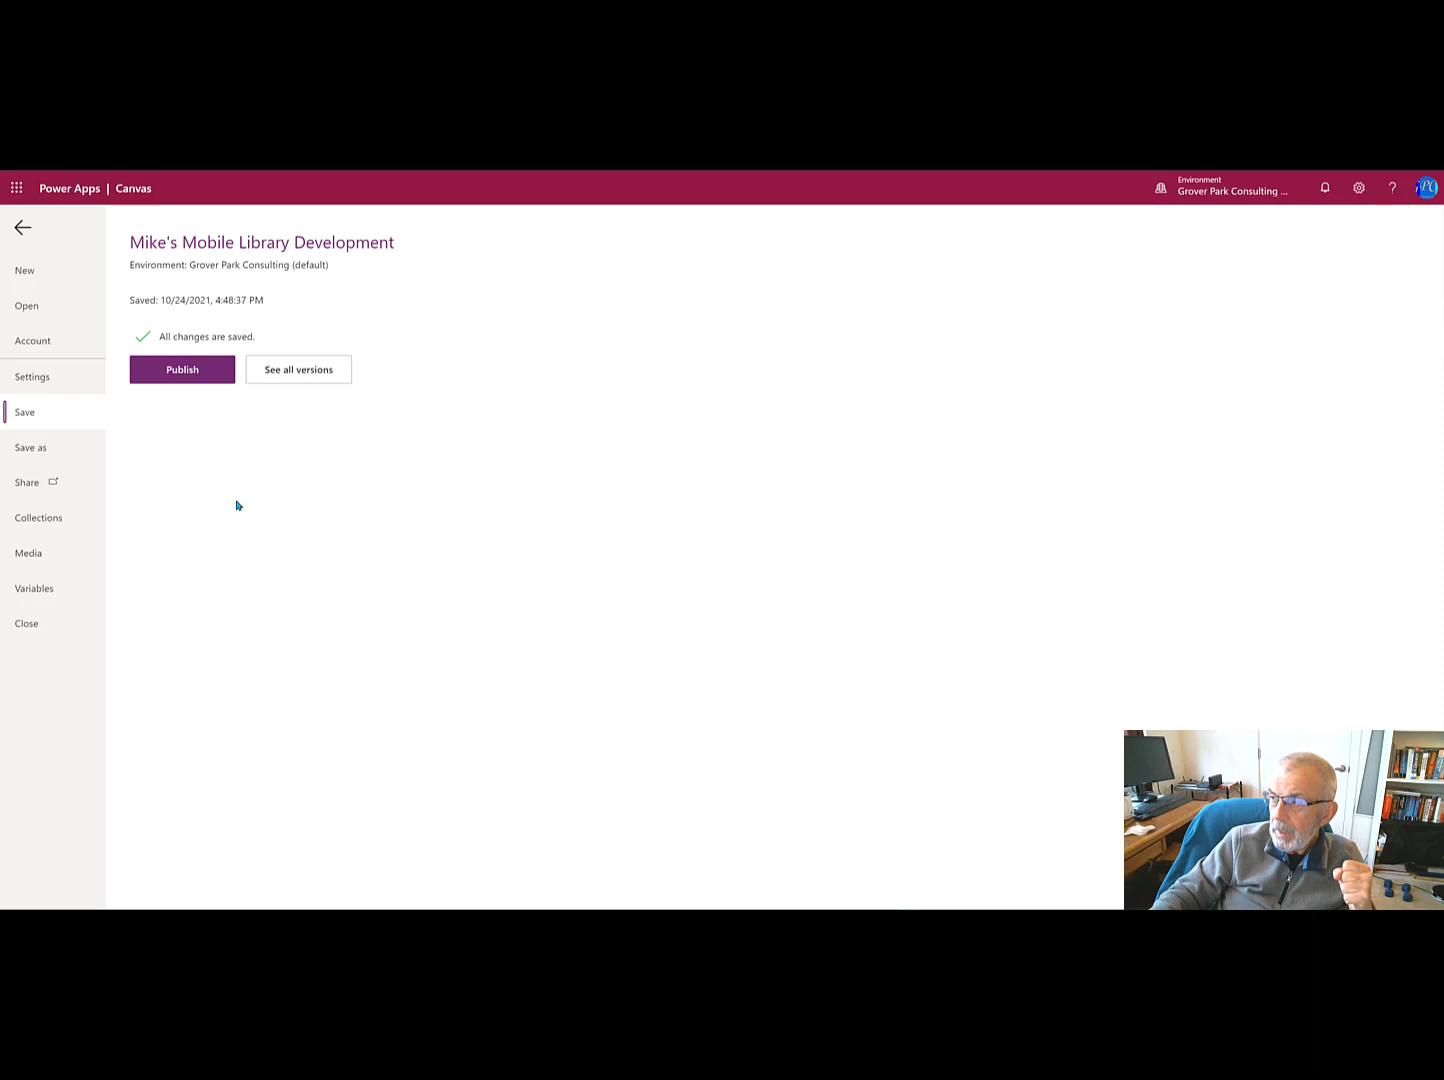 Power Apps | Canvas
Environment
Grover Park Consulting ...
?
New
Open
Account
Settings
Save
Save as
Share
Collections
Media
Variables
Close
Mike's Mobile Library Development
Environment: Grover Park Consulting (default)
Saved: 10/24/2021, 4:48:37 PM
All changes are saved.
Publish
See all versions